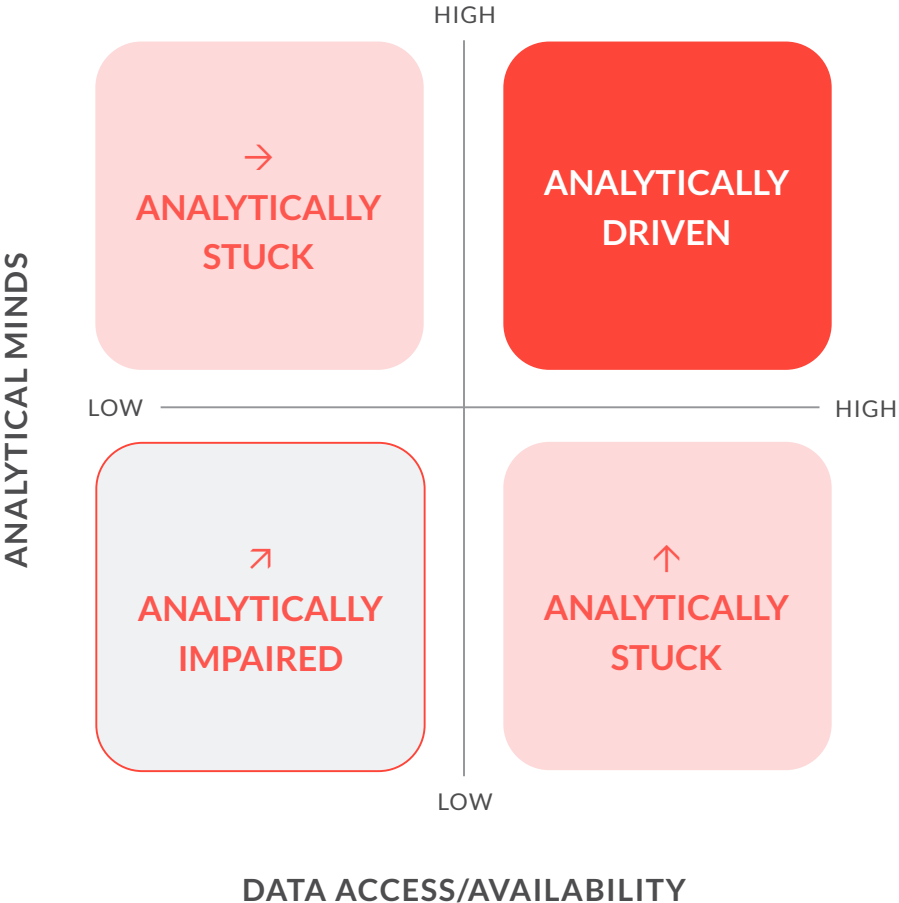 HIGH
→
ANALYTICALLY
STUCK
ANALYTICALLY
DRIVEN
ANALYTICAL MINDS
LOW
HIGH
↗
ANALYTICALLY
IMPAIRED
↑
ANALYTICALLY
STUCK
LOW
DATA ACCESS/AVAILABILITY